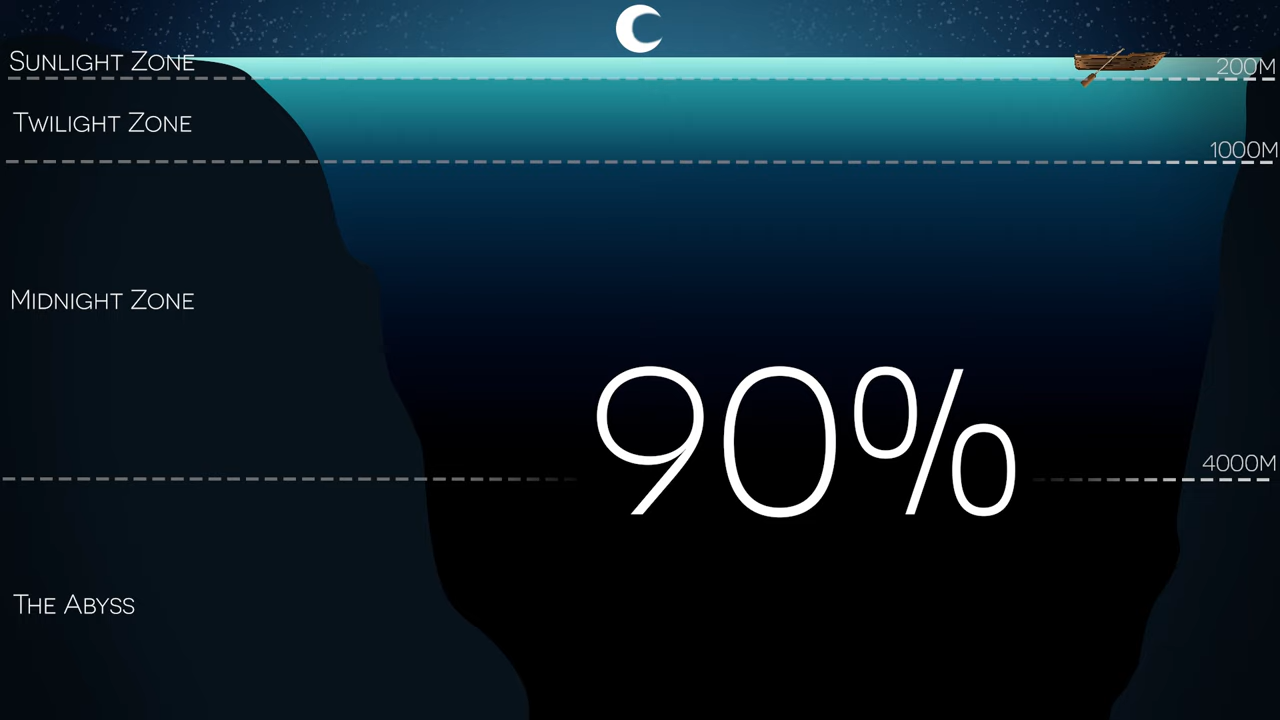 Sunlight Zone
200M
Twilight Zone
1000M
Midnight Zone
90%
4000M
The Abyss